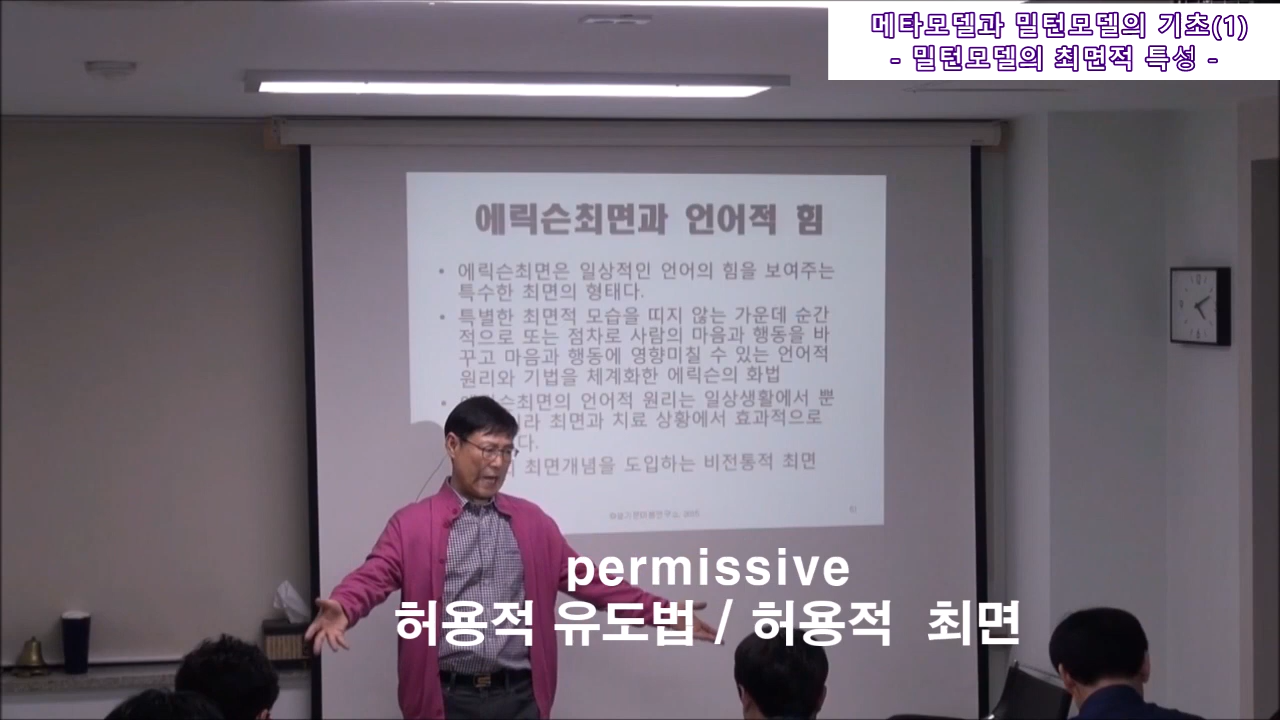 메타모델과 밀턴모델의 기초(1)
- 밀턴모델의 최면적 특성 -
에릭슨최면과 언어적 힘
• 에릭슨최면은 일상적인 언어의 힘을 보여주는
특수한 최면의 형태다.
• 특별한 최면적 모습을 띠지 않는 가운데 순간
적으로 또는 점차로 사람의 마음과 행동을 바
꾸고 마음과 행동에 영향미칠 수 있는 언어적
원리와 기법을 체계화한 에릭슨의 화법
• 에릭슨최면의 언어적 원리는 일상생활에서 뿐
라 최면과 치료 상황에서 효과적으로
다.
최면개념을 도입하는 비전통적 최면
permissive
허용적 유도법 / 허용적 최면